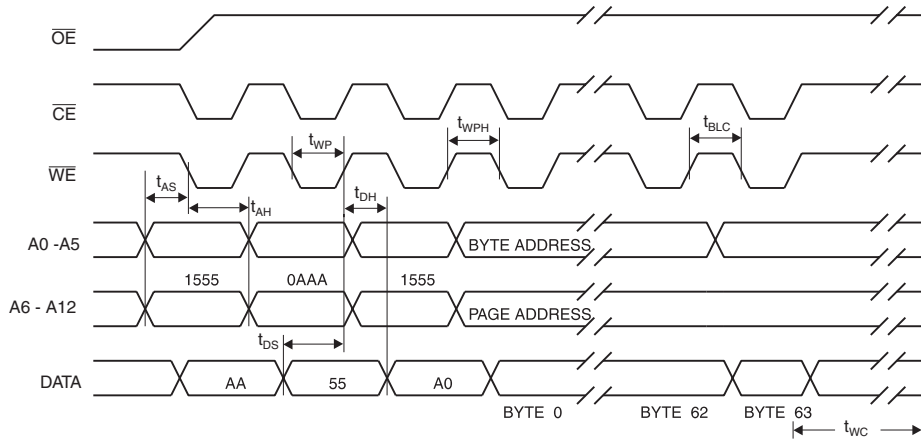 OE
CE
tWP
tWPH
tBLC
WE
tAS
tAH
tDH
A0 -A5
BYTE ADDRESS
1555
0AAA
1555
A6 - A12
PAGE ADDRESS
tDS
DATA
AA
55
A0
BYTE 0
BYTE 62
BYTE 63
tWC